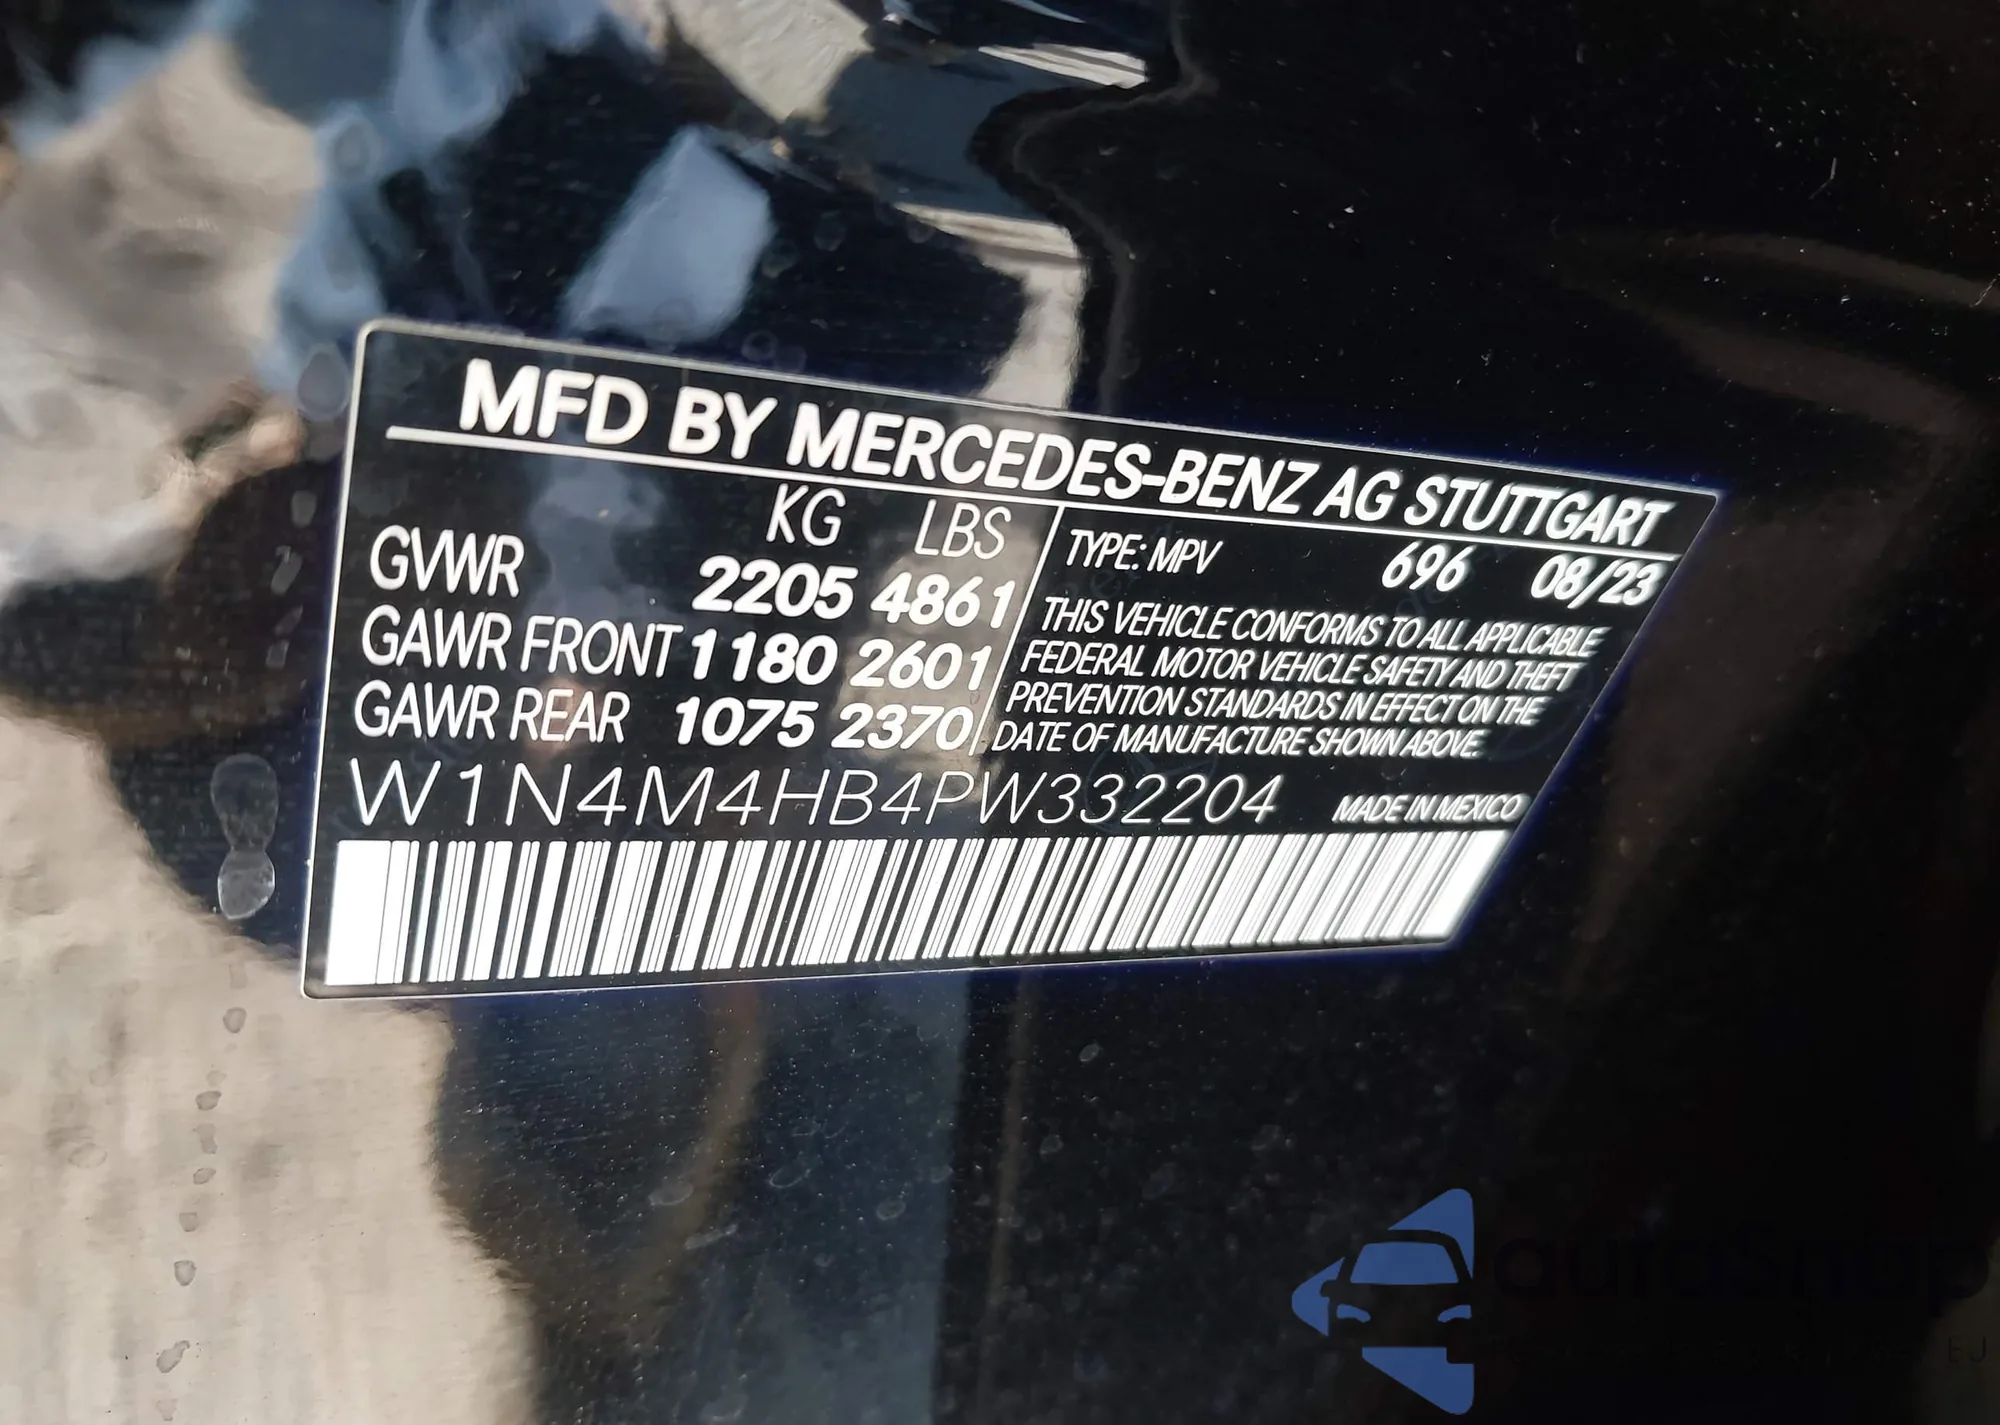 MFD BY MERCEDES-BENZ AG STUTTGART
KG LBS
GVWR 2205 4861
GAWR FRONT 1180 2601
GAWR REAR 1075 2370
TYPE: MPV 696 08/23
THIS VEHICLE CONFORMS TO ALL APPLICABLE
FEDERAL MOTOR VEHICLE SAFETY AND THEFT
PREVENTION STANDARDS IN EFFECT ON THE
DATE OF MANUFACTURE SHOWN ABOVE.
W1N4M4HB4PW332204 MADE IN MEXICO